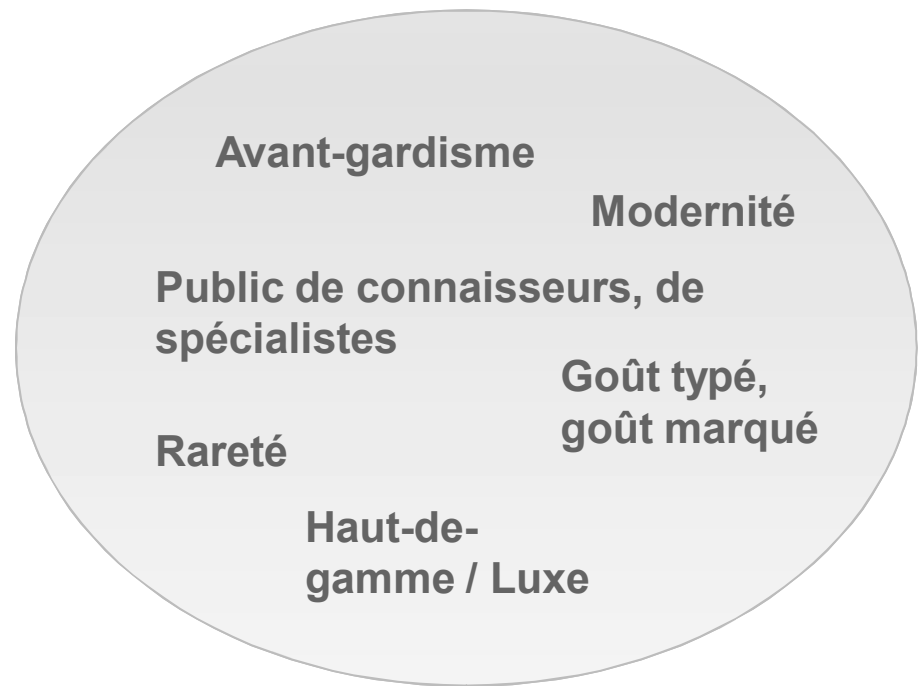 Avant-gardisme
Modernité
Public de connaisseurs, de
spécialistes
Goût typé,
goût marqué
Rareté
Haut-de-
gamme / Luxe